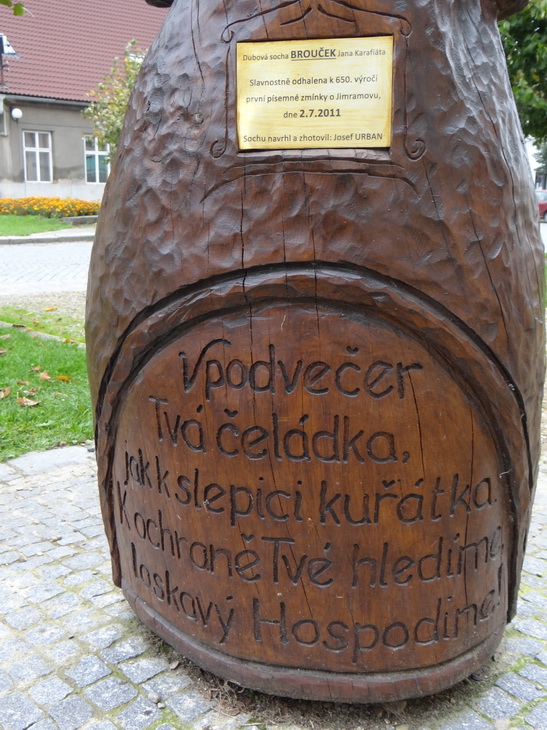 Dubová socha BROUČEK Jana Karafiáta
Slavnostně odhalena k 650. výročí
první písemné zmínky o Jimramovu,
dne 2.7.2011
Sochu navrhl a zhotovil: Josef URBAN
Vpodvečer
Tvá čeládka,
jak k slepici kuřátka
K ochraně Tvé hledíme,
laskavý Hospodine!